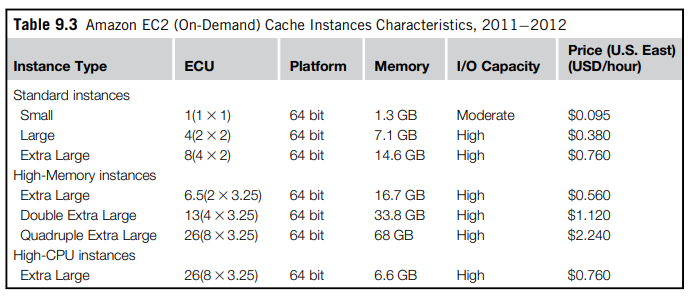 Table 9.3 Amazon EC2 (On-Demand) Cache Instances Characteristics, 2011–2012
Instance Type ECU Platform Memory I/O Capacity Price (U.S. East) (USD/hour)
Standard instances
Small 1(1 × 1) 64 bit 1.3 GB Moderate $0.095
Large 4(2 × 2) 64 bit 7.1 GB High $0.380
Extra Large 8(4 × 2) 64 bit 14.6 GB High $0.760
High-Memory instances
Extra Large 6.5(2 × 3.25) 64 bit 16.7 GB High $0.560
Double Extra Large 13(4 × 3.25) 64 bit 33.8 GB High $1.120
Quadruple Extra Large 26(8 × 3.25) 64 bit 68 GB High $2.240
High-CPU instances
Extra Large 26(8 × 3.25) 64 bit 6.6 GB High $0.760